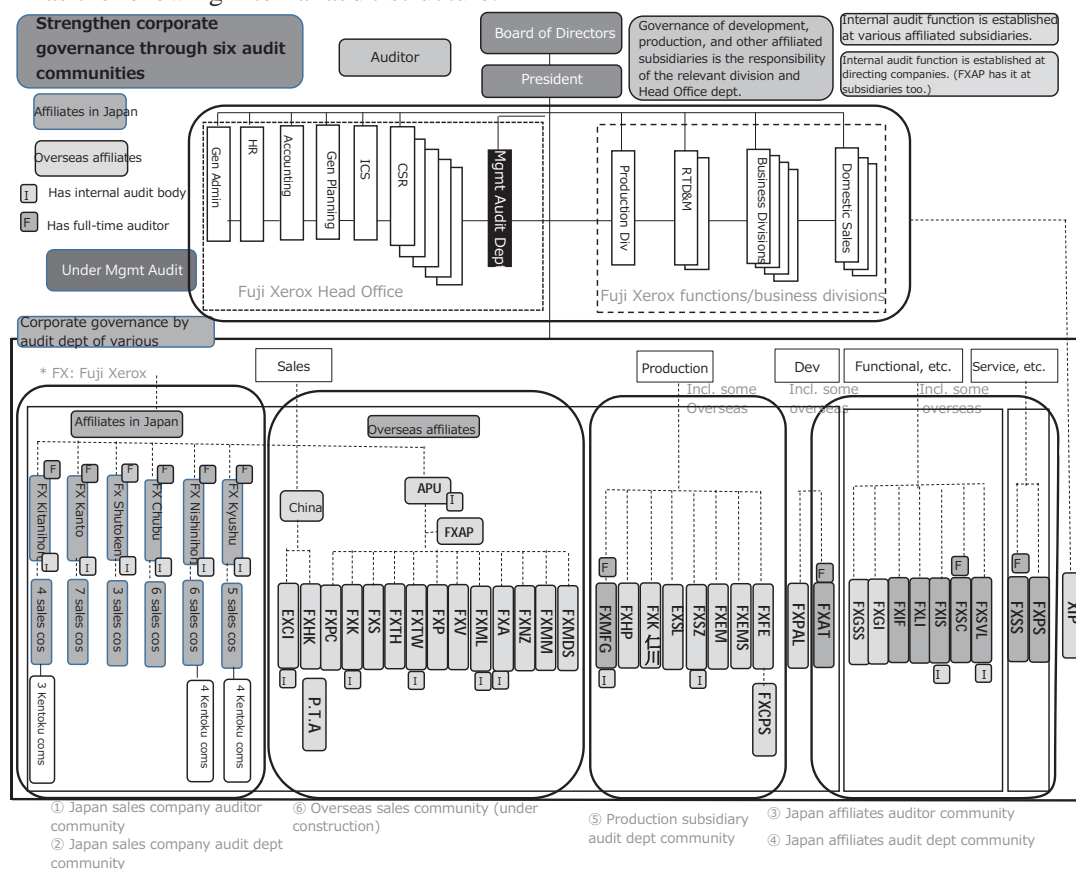 Strengthen corporate
governance through six audit
communities
Auditor
Board of Directors
President
Governance of development,
production, and other affiliated
subsidiaries is the responsibility
of the relevant division and
Head Office dept.
Internal audit function is established
at various affiliated subsidiaries.
Internal audit function is established at
directing companies. (FXAP has it at
subsidiaries too.)
Affiliates in Japan
Overseas affiliates
I Has internal audit body
F Has full-time auditor
Under Mgmt Audit
Gen Admin
HR
Accounting
Gen Planning
ICS
CSR
Mgmt Audit Dep
Production Div
RTD&M
Business Divisions
Domestic Sales
Fuji Xerox Head Office
Fuji Xerox functions/business divisions
Corporate governance by
audit dept of various
* FX: Fuji Xerox
Sales
Production
Incl. some
Overseas
Dev
Incl. some
overseas
Functional, etc.
Incl. some
overseas
Service, etc.
Affiliates in Japan
Overseas affiliates
F
F
F
F
F
F
FX Kitanihon
FX Kanto
Fx Shutoken
FX Chubu
FX Nishinihon
FX Kyushu
I
I
I
I
I
I
4 sales cos
7 sales cos
3 sales cos
6 sales cos
6 sales cos
5 sales cos
3 Kentoku coms
4 Kentoku coms
4 Kentoku coms
China
APU
I
FXAP
EXCI
FXHK
FXPC
FXK
FXS
FXTH
FXTW
FXP
FXV
FXML
FXA
FXNZ
FXMM
FXMDS
I
I
I
I
I
P.T.A
F
FXMFG
FXHP
FXK 仁川
EXSL
FXSZ
FXEM
FXEMS
FXFE
I
I
FXCPS
F
FXPAL
FXAT
F
FXGSS
FXGI
FXIF
FXLI
FXIS
FXSC
FXSVL
I
I
F
FXSS
XPS
XIP
① Japan sales company auditor
community
② Japan sales company audit dept
community
⑥ Overseas sales community (under
construction)
⑤ Production subsidiary
audit dept community
③ Japan affiliates auditor community
④ Japan affiliates audit dept community